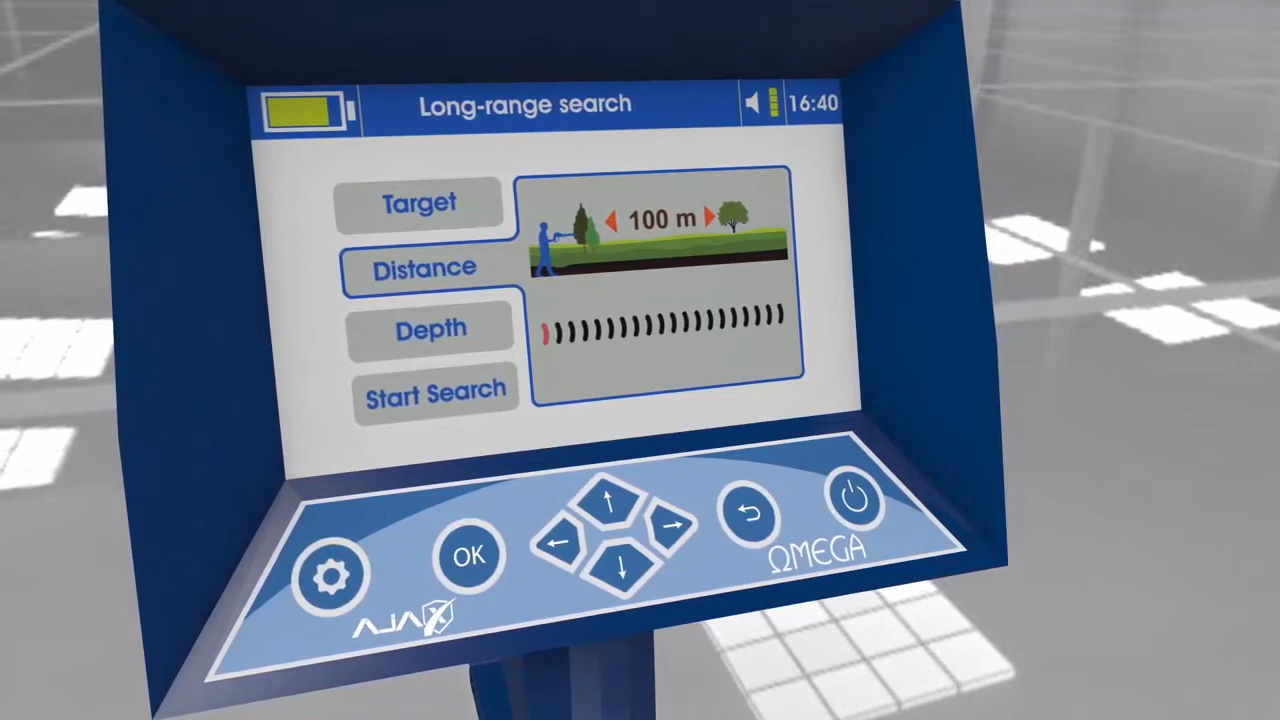 Long-range search
16:40
Target
100 m
Distance
Depth
Start Search
OK
AJAX
ΩMEGA